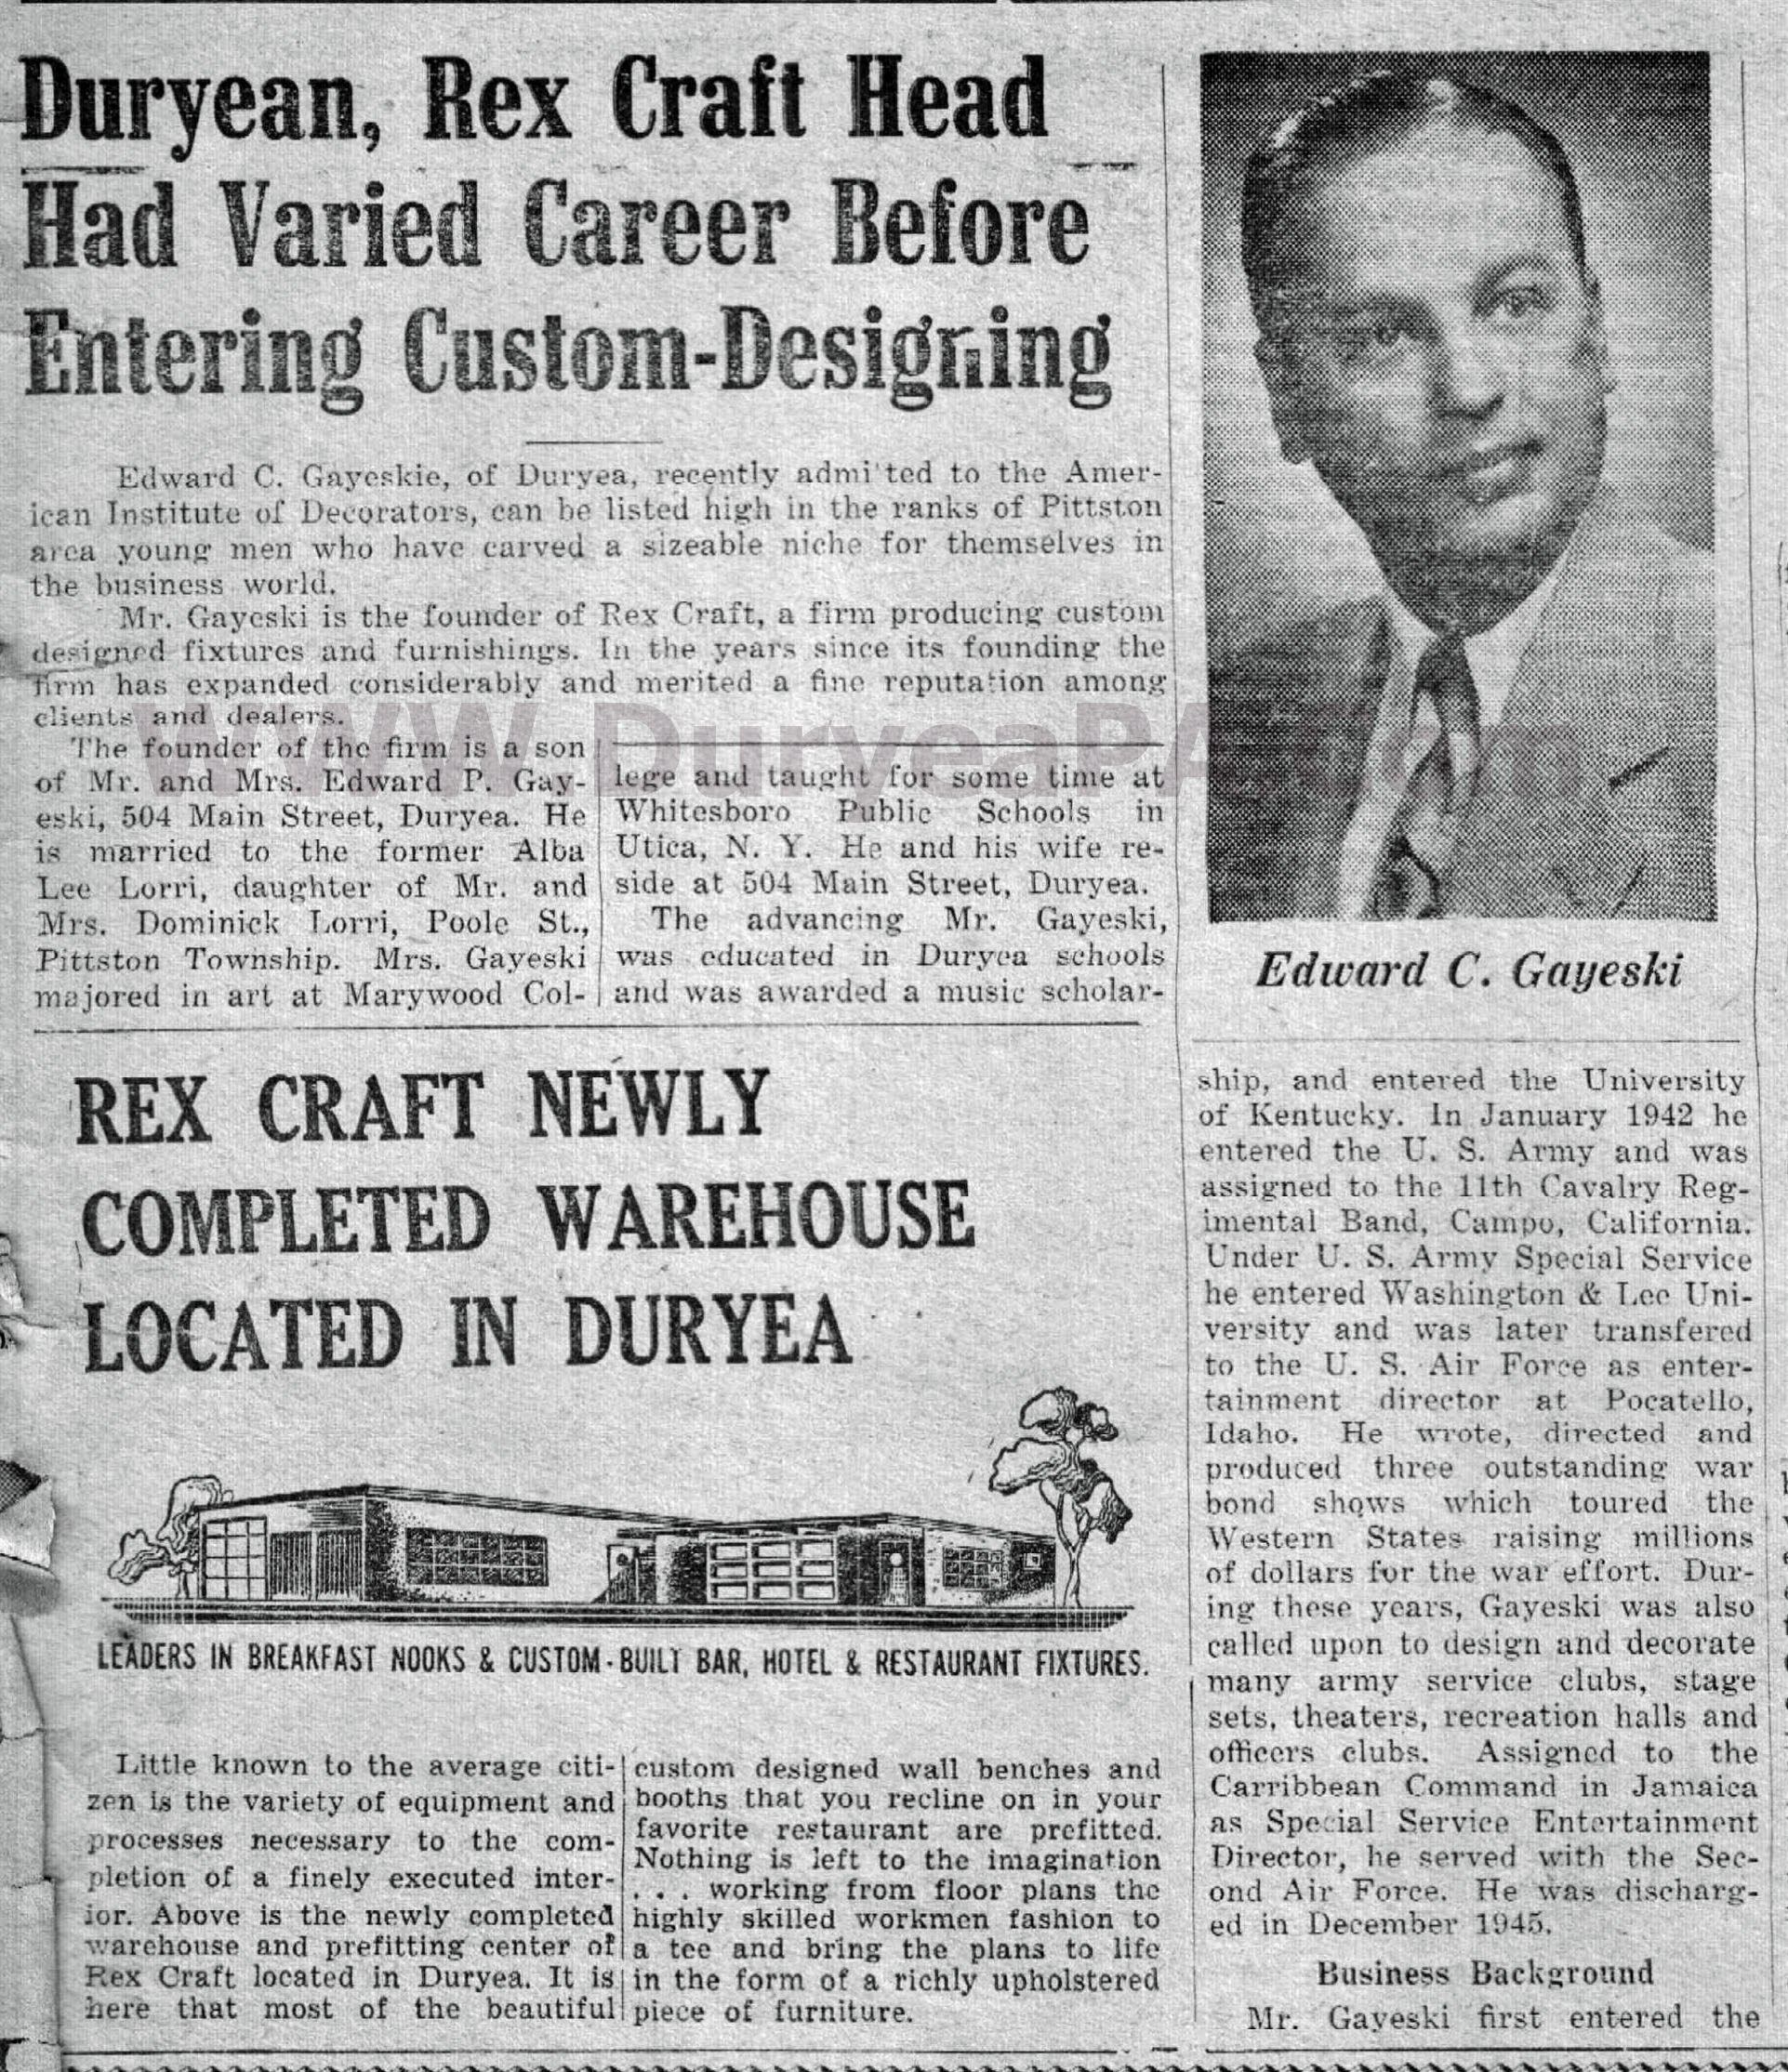 Duryean, Rex Craft Head
Had Varied Career Before
Entering Custom-Designing
Edward C. Gayeskie, of Duryea, recently admi'ted to the Amer-
ican Institute of Decorators, can be listed high in the ranks of Pittston
area young men who have carved a sizeable niche for themselves in
the business world.
Mr. Gayeski is the founder of Rex Craft, a firm producing custom
designed fixtures and furnishings. In the years since its founding the
firm has expanded considerably and merited a fine reputation among
clients and dealers.
The founder of the firm is a son
of Mr. and Mrs. Edward P. Gay-
eski, 504 Main Street, Duryea. He
is married to the former Alba
Lee Lorri, daughter of Mr. and
Mrs. Dominick Lorri, Poole St.,
Pittston Township. Mrs. Gayeski
majored in art at Marywood Col-
lege and taught for some time at
Whitesboro Public Schools in
Utica, N. Y. He and his wife re-
side at 504 Main Street, Duryea.
The advancing Mr. Gayeski,
was educated in Duryea schools
and was awarded a music scholar-
Edward C. Gayeski
ship, and entered the University
of Kentucky. In January 1942 he
entered the U. S. Army and was
assigned to the 11th Cavalry Reg-
imental Band, Campo, California.
Under U. S. Army Special Service
he entered Washington & Lee Uni-
versity and was later transfered
to the U. S. Air Force as enter-
tainment director at Pocatello,
Idaho. He wrote, directed and
produced three outstanding war
bond shows which toured the
Western States raising millions
of dollars for the war effort. Dur-
ing these years, Gayeski was also
called upon to design and decorate
many army service clubs, stage
sets, theaters, recreation halls and
officers clubs. Assigned to the
Carribbean Command in Jamaica
as Special Service Entertainment
Director, he served with the Sec-
ond Air Force. He was discharg-
ed in December 1945.
Business Background
Mr. Gayeski first entered the
REX CRAFT NEWLY
COMPLETED WAREHOUSE
LOCATED IN DURYEA
LEADERS IN BREAKFAST NOOKS & CUSTOM-BUILT BAR, HOTEL & RESTAURANT FIXTURES.
Little known to the average citi-
zen is the variety of equipment and
processes necessary to the com-
pletion of a finely executed inter-
ior. Above is the newly completed
warehouse and prefitting center of
Rex Craft located in Duryea. It is
here that most of the beautiful
custom designed wall benches and
booths that you recline on in your
favorite restaurant are prefitted.
Nothing is left to the imagination
. . . working from floor plans the
highly skilled workmen fashion to
a tee and bring the plans to life
in the form of a richly upholstered
piece of furniture.
WWW.DuryeaPA.com